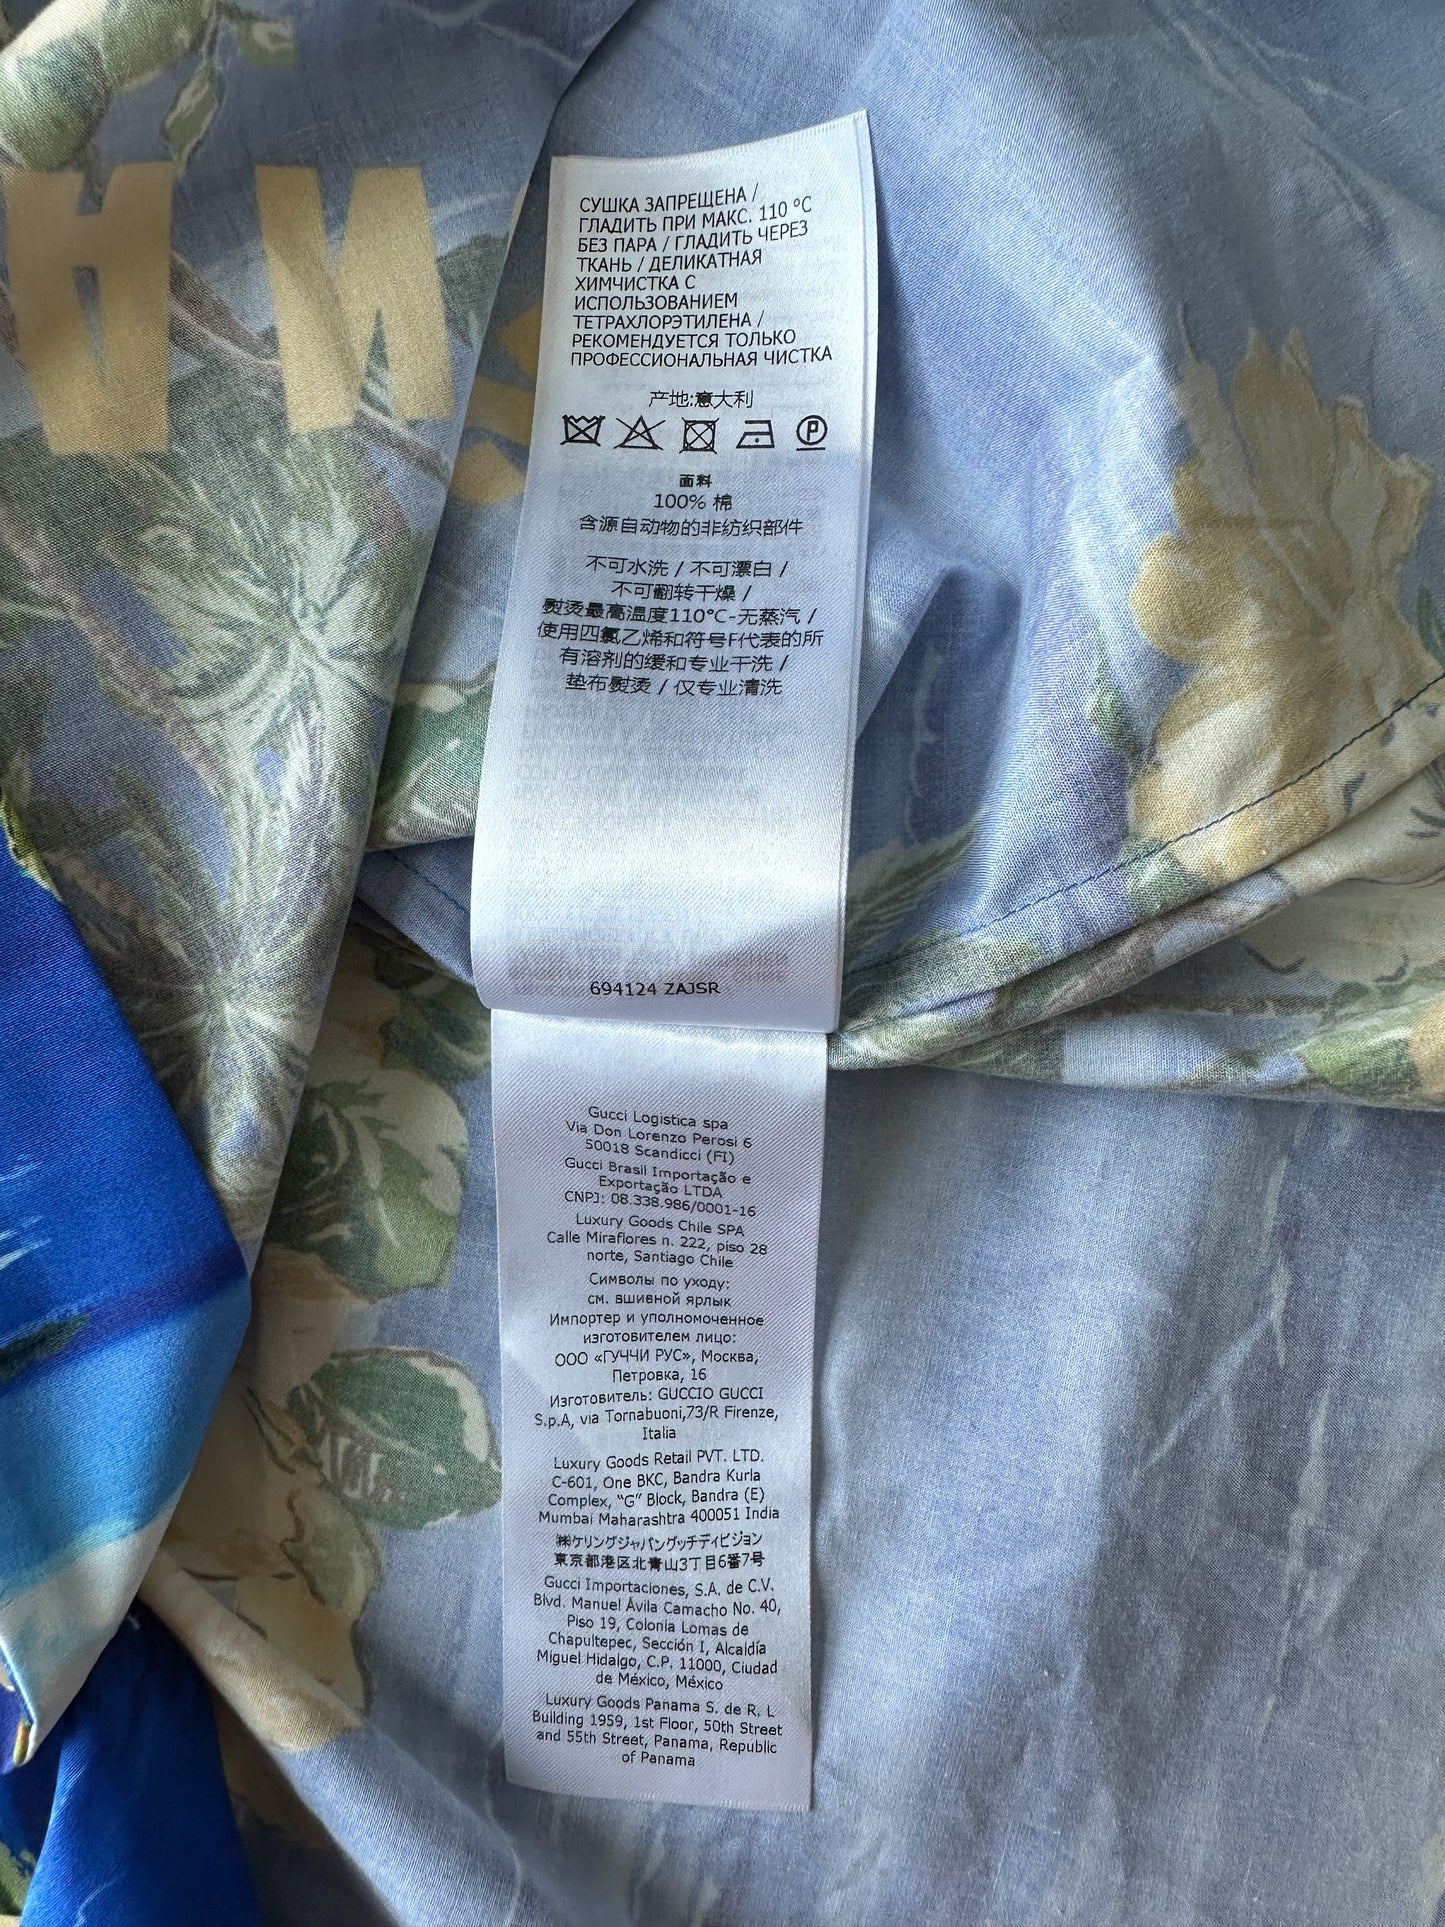 СУШКА ЗАПРЕЩЕНА /
ГЛАДИТЬ ПРИ МАКС. 110 °C
БЕЗ ПАРА / ГЛАДИТЬ ЧЕРЕЗ
ТКАНЬ / ДЕЛИКАТНАЯ
ХИМЧИСТКА С
ИСПОЛЬЗОВАНИЕМ
ТЕТРАХЛОРЭТИЛЕНА /
РЕКОМЕНДУЕТСЯ ТОЛЬКО
ПРОФЕССИОНАЛЬНАЯ ЧИСТКА
产地:意大利
P
面料
100% 棉
含源自动物的非纺织部件
不可水洗 / 不可漂白 /
不可翻转干燥 /
熨烫最高温度110°C-无蒸汽 /
使用四氯乙烯和符号F代表的所
有溶剂的缓和专业干洗 /
垫布熨烫 / 仅专业清洗
694124 ZAJSR
Gucci Logistica spa
Via Don Lorenzo Perosi 6
50018 Scandicci (FI)
Gucci Brasil Importação e
Exportação LTDA
CNPJ: 08.338.986/0001-16
Luxury Goods Chile SPA
Calle Miraflores n. 222, piso 28
norte, Santiago Chile
Символы по уходу:
см. вшивной ярлык
Импортер и уполномоченное
изготовителем лицо:
ООО «ГУЧЧИ РУС», Москва,
Петровка, 16
Изготовитель: GUCCIO GUCCI
S.p.A, via Tornabuoni,73/R Firenze,
Italia
Luxury Goods Retail PVT. LTD.
C-601, One BKC, Bandra Kurla
Complex, “G” Block, Bandra (E)
Mumbai Maharashtra 400051 India
㈱ケリングジャパングッチディビジョン
東京都港区北青山3丁目6番7号
Gucci Importaciones, S.A. de C.V.
Blvd. Manuel Ávila Camacho No. 40,
Piso 19, Colonia Lomas de
Chapultepec, Sección I, Alcaldía
Miguel Hidalgo, C.P. 11000, Ciudad
de México, México
Luxury Goods Panama S. de R. L
Building 1959, 1st Floor, 50th Street
and 55th Street, Panama, Republic
of Panama